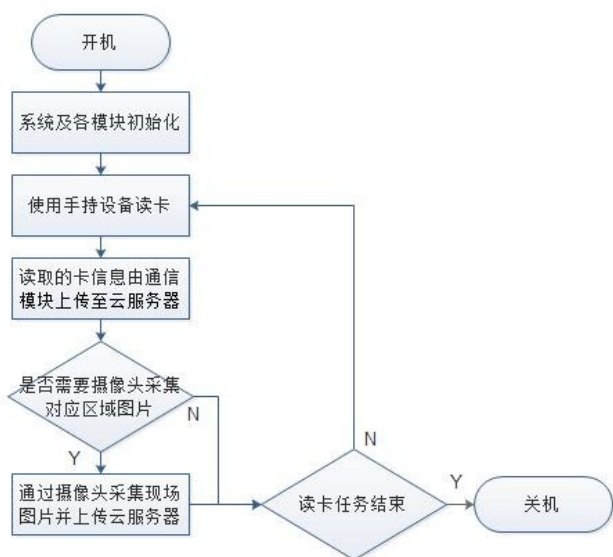 开机
系统及各模块初始化
使用手持设备读卡
读取的卡信息由通信
模块上传至云服务器
是否需要摄像头采集
对应区域图片
N
Y
通过摄像头采集现场
图片并上传云服务器
N
读卡任务结束
Y
关机